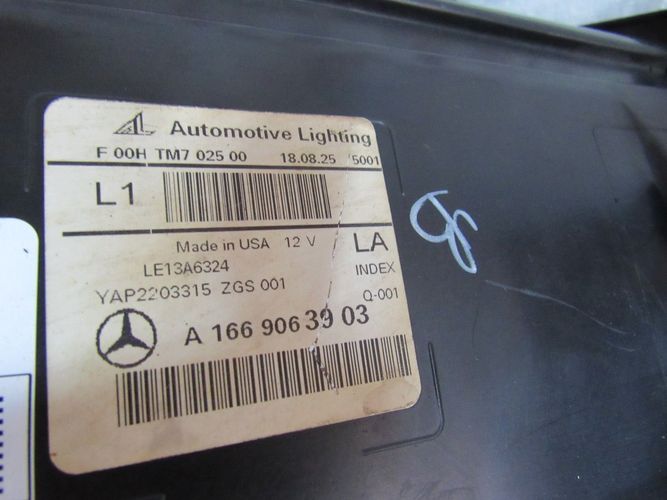 AL Automotive Lighting
F 00H TM7 025 00 18.08.25 /5001
L1
Made in USA 12 V LA
LE13A6324 INDEX
YAP2203315 ZGS 001 Q-001
A 166 906 39 03